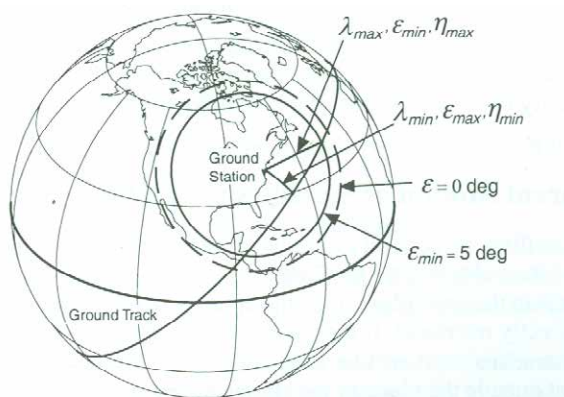 λmax, εmin, ηmax
λmin, εmax, ηmin
Ground
Station
ε = 0 deg
εmin = 5 deg
Ground Track